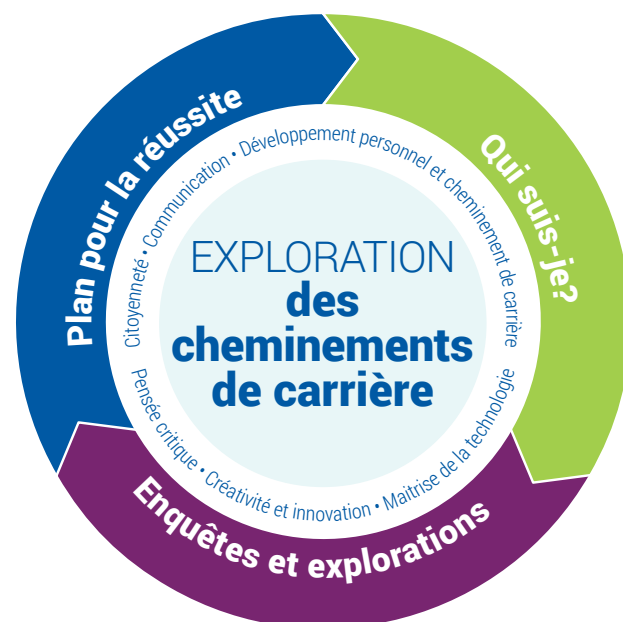 Plan pour la réussite
Qui suis-je?
Enquêtes et explorations
Citoyenneté • Communication • Développement personnel et cheminement de carrière
Pensée critique • Créativité et innovation • Maitrise de la technologie
EXPLORATION
des
cheminements
de carrière